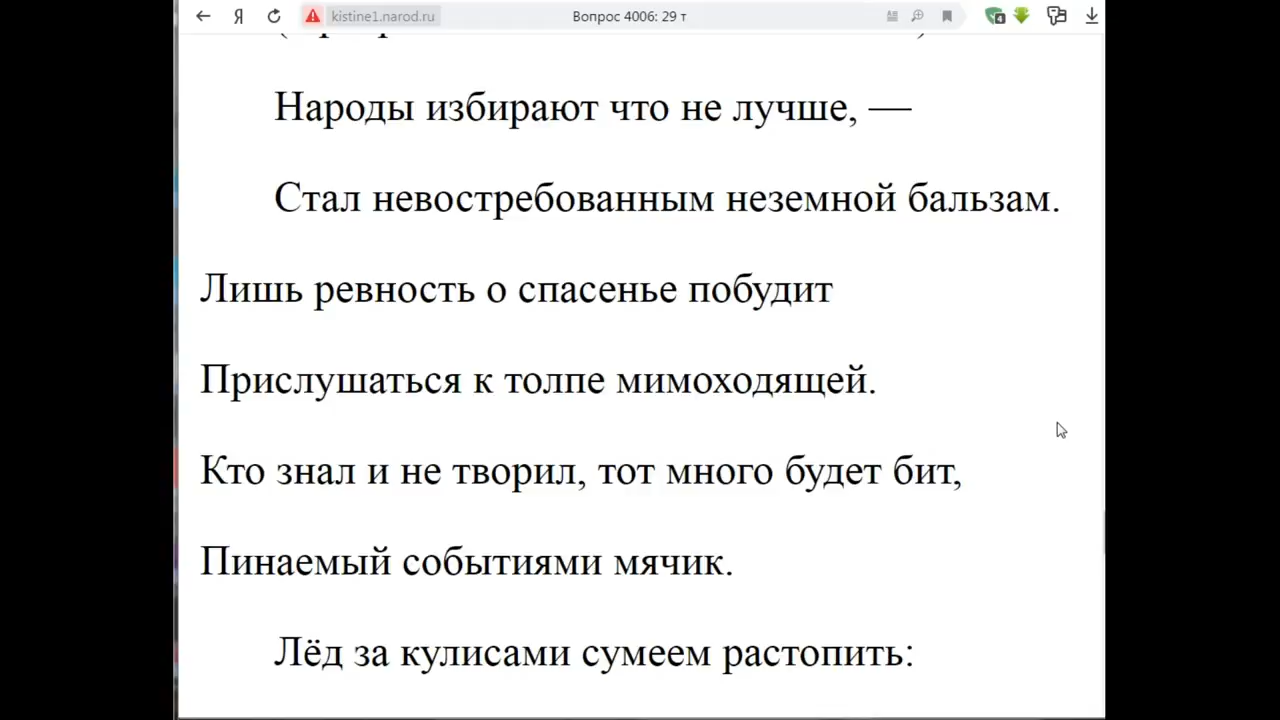 Я kistine1.narod.ru Вопрос 4006: 29 т 4
Народы избирают что не лучше, —
Стал невостребованным неземной бальзам.
Лишь ревность о спасенье побудит
Прислушаться к толпе мимоходящей.
Кто знал и не творил, тот много будет бит,
Пинаемый событиями мячик.
Лёд за кулисами сумеем растопить: